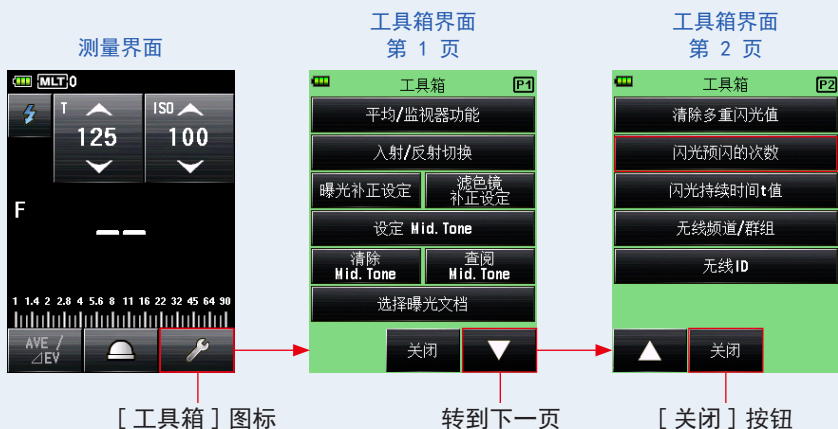 测量界面
MLT 0
T
125
ISO
100
F
1 1.4 2 2.8 4 5.6 8 11 16 22 32 45 64 90
AVE /
⊿EV
[ 工具箱 ] 图标
工具箱界面
第 1 页
工具箱 P1
平均/监视器功能
入射/反射切换
曝光补正设定
滤色镜
补正设定
设定 Mid. Tone
清除
Mid. Tone
查阅
Mid. Tone
选择曝光文档
关闭
转到下一页
工具箱界面
第 2 页
工具箱 P2
清除多重闪光值
闪光预闪的次数
闪光持续时间t值
无线频道/群组
无线ID
关闭
[ 关闭 ] 按钮